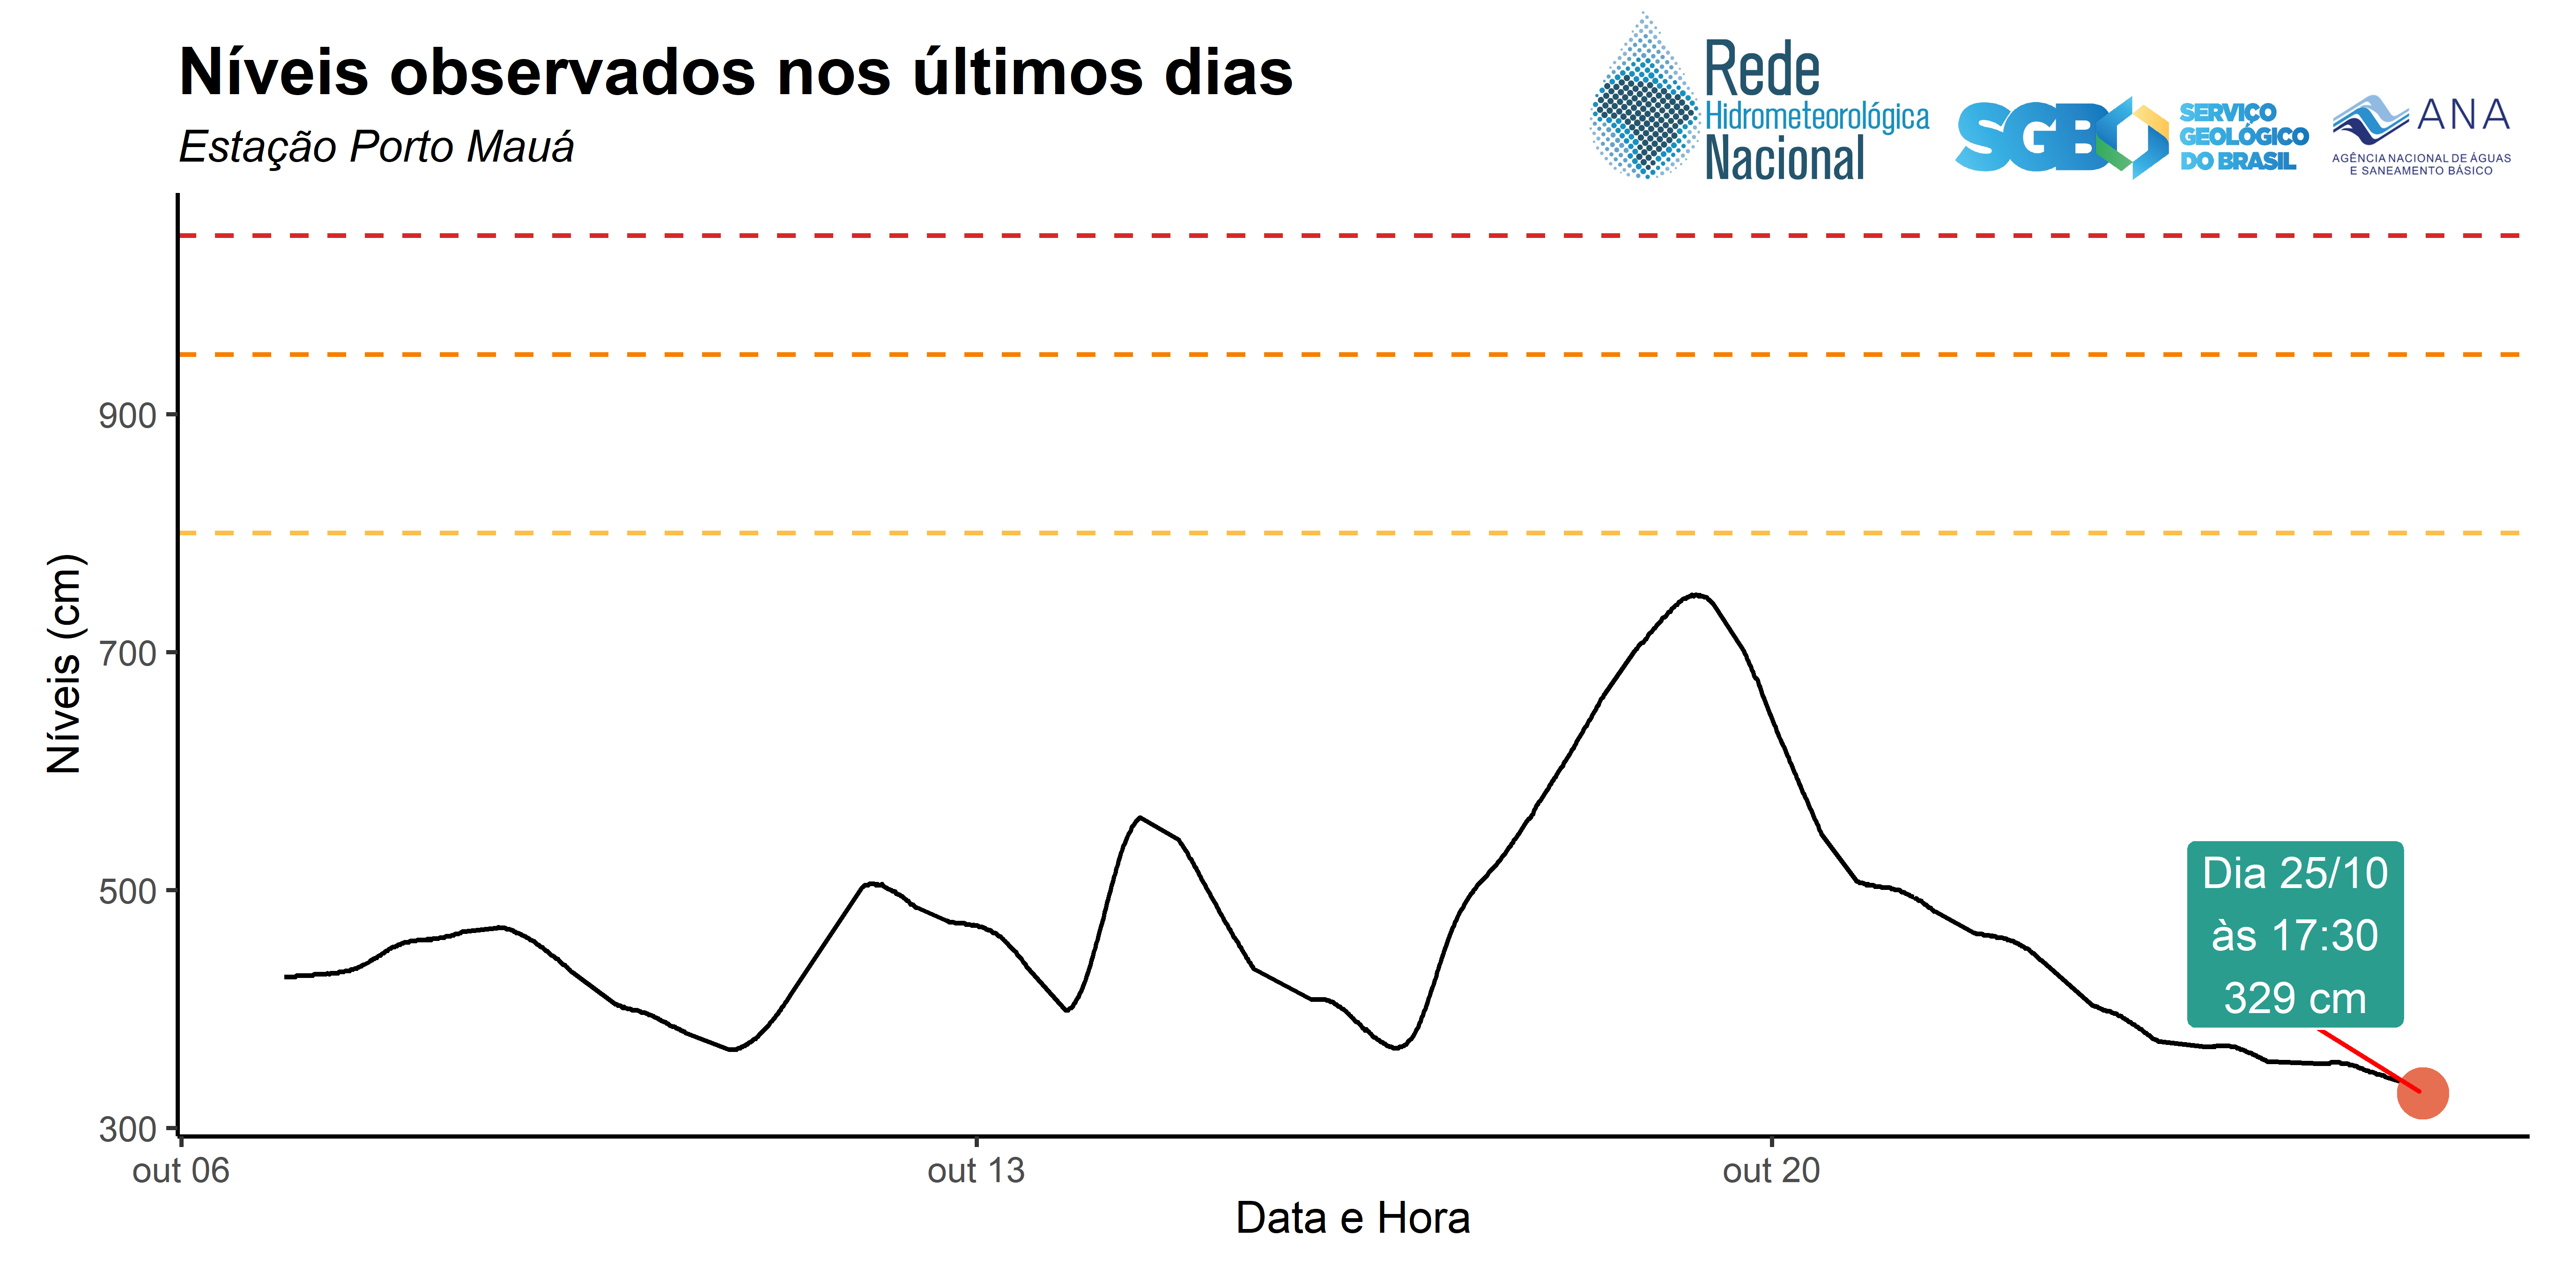 Níveis observados nos últimos dias
Estação Porto Mauá
Rede
Hidrometeorológica
Nacional
SGB
SERVIÇO
GEOLÓGICO
DO BRASIL
ANA
AGÊNCIA NACIONAL DE ÁGUAS
E SANEAMENTO BÁSICO
Níveis (cm)
900
700
500
300
Dia 25/10
às 17:30
329 cm
out 06
out 13
out 20
Data e Hora